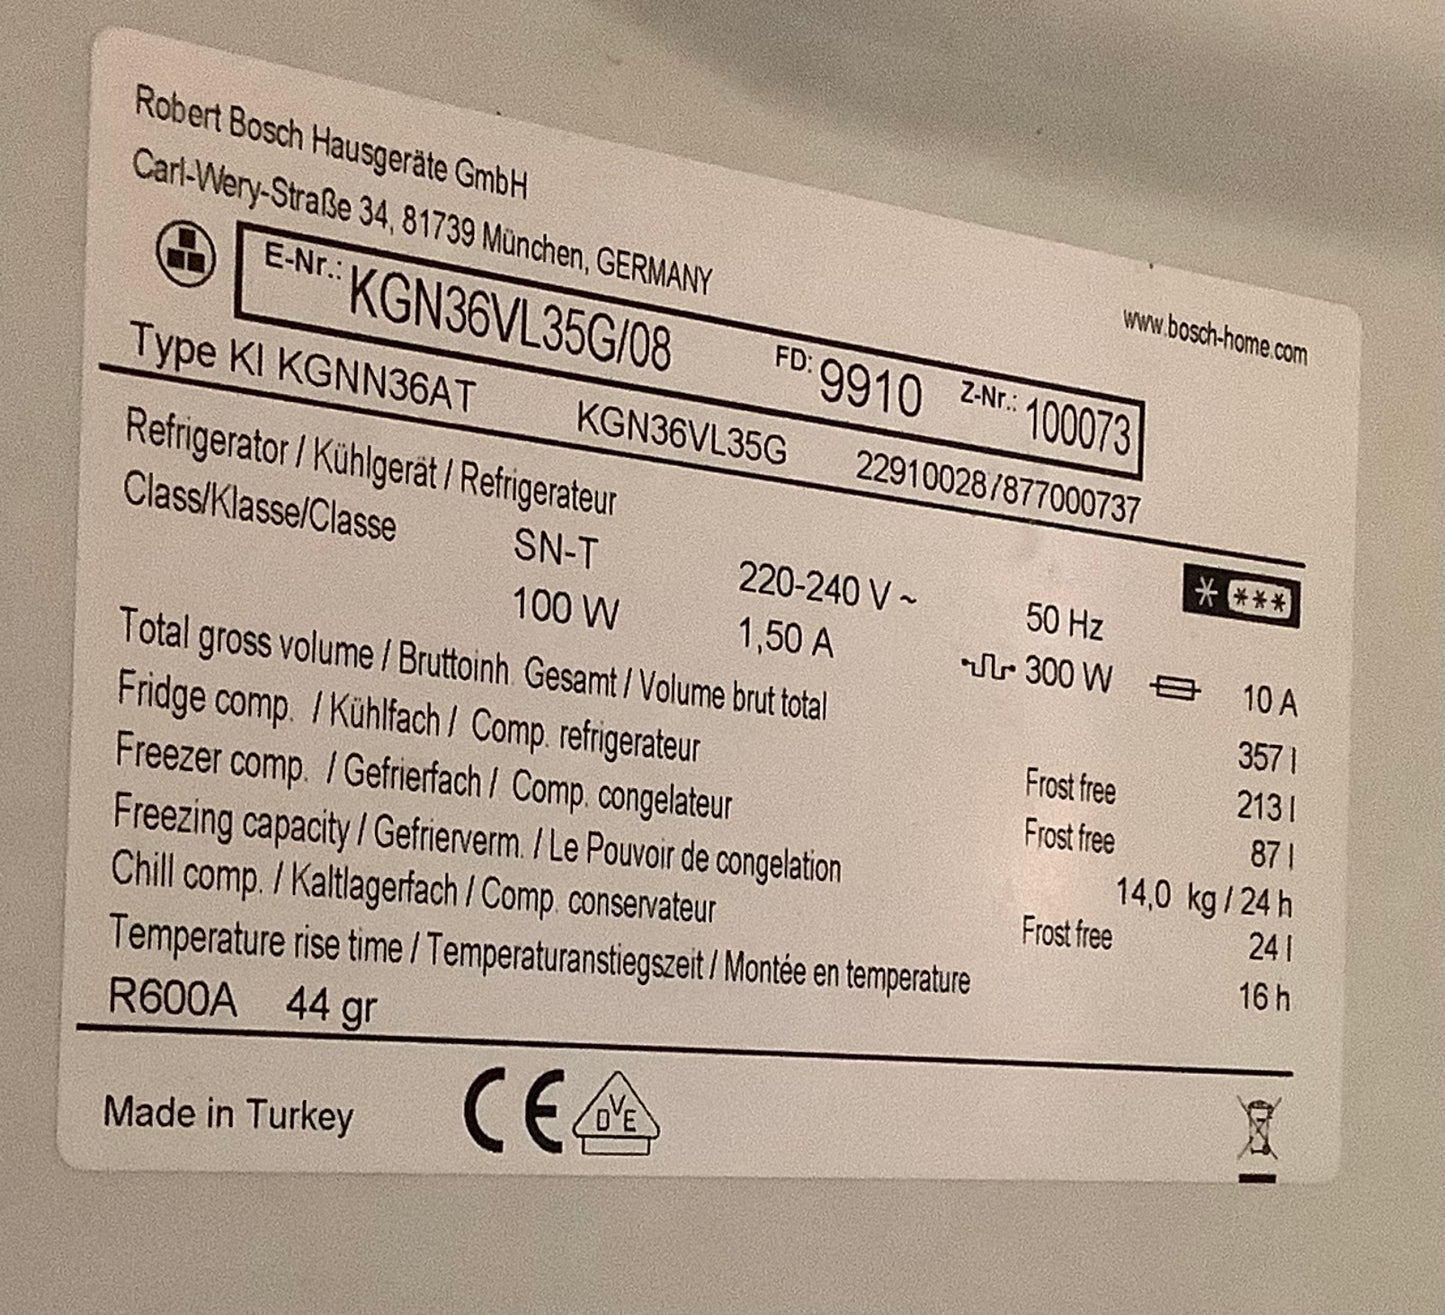 Robert Bosch Hausgeräte GmbH
Carl-Wery-Straße 34, 81739 München, GERMANY
www.bosch-home.com
E-Nr.: KGN36VL35G/08 FD: 9910 Z-Nr.: 100073
Type KI KGNN36AT KGN36VL35G 22910028/877000737
Refrigerator / Kühlgerät / Refrigerateur
Class/Klasse/Classe SN-T 220-240 V ~ 50 Hz
100 W 1,50 A 300 W 10 A
Total gross volume / Bruttoinh. Gesamt / Volume brut total 357 l
Fridge comp. / Kühlfach / Comp. refrigerateur Frost free 213 l
Freezer comp. / Gefrierfach / Comp. congelateur Frost free 87 l
Freezing capacity / Gefrierverm. / Le Pouvoir de congelation 14,0 kg / 24 h
Chill comp. / Kaltlagerfach / Comp. conservateur Frost free 24 l
Temperature rise time / Temperaturanstiegszeit / Montée en temperature 16 h
R600A 44 gr
Made in Turkey CE DVE